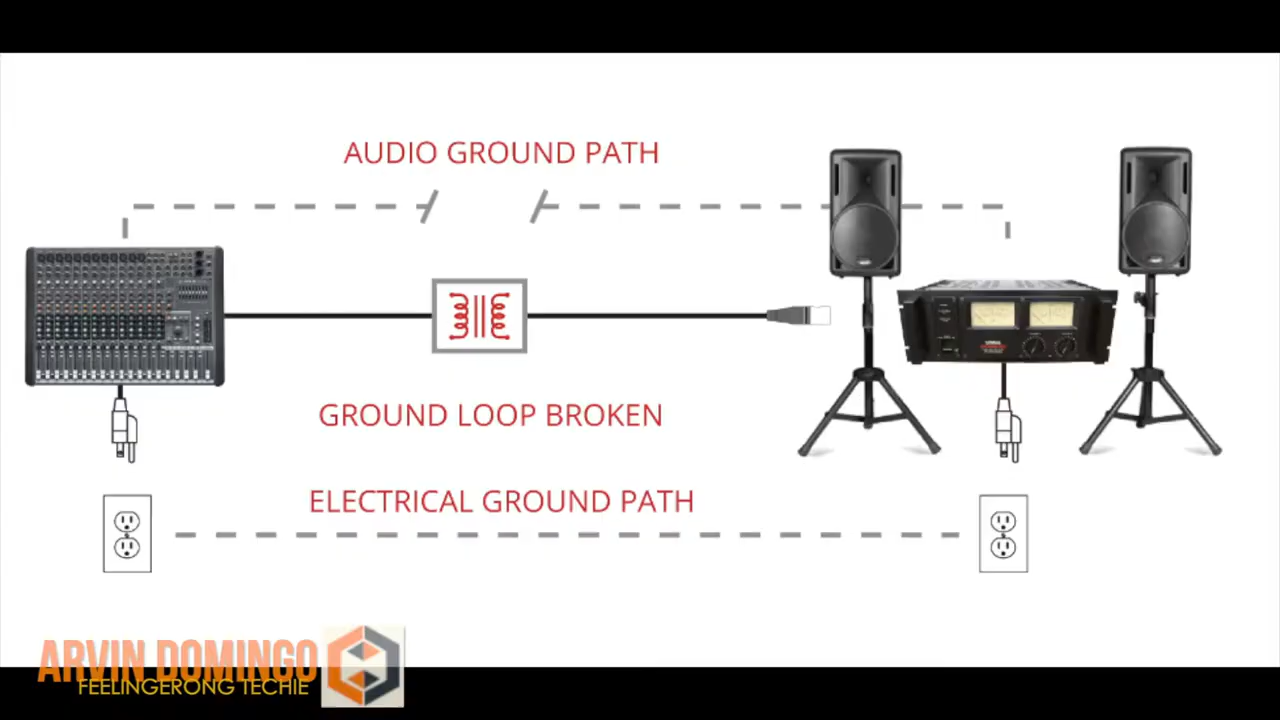 AUDIO GROUND PATH
GROUND LOOP BROKEN
ELECTRICAL GROUND PATH
ARVIN DOMINGO
FEELINGERONG TECHIE